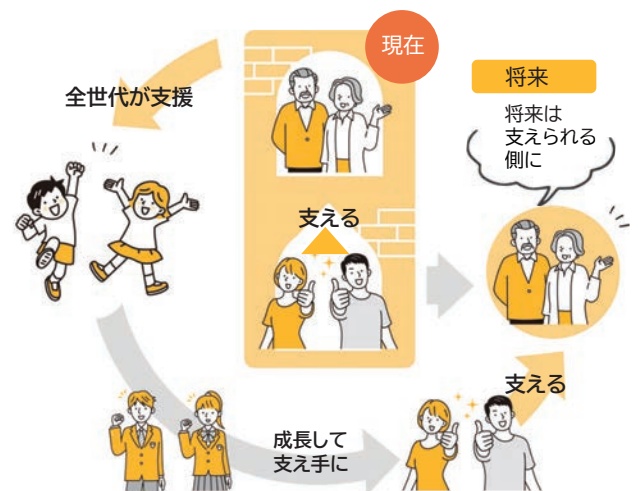 現在
全世代が支援
将来
将来は
支えられる
側に
支える
支える
成長して
支え手に